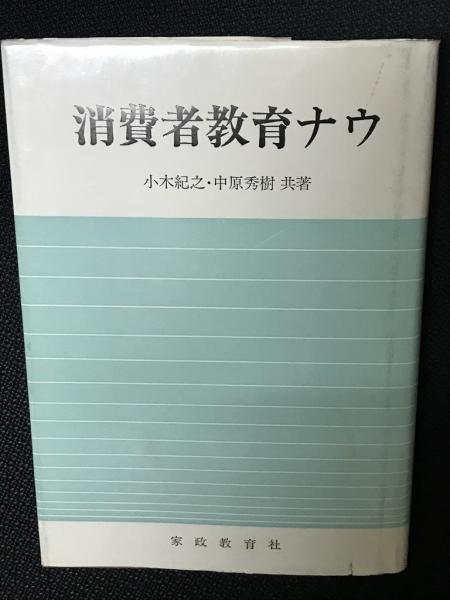 消費者教育ナウ
小木紀之・中原秀樹 共著
家政教育社